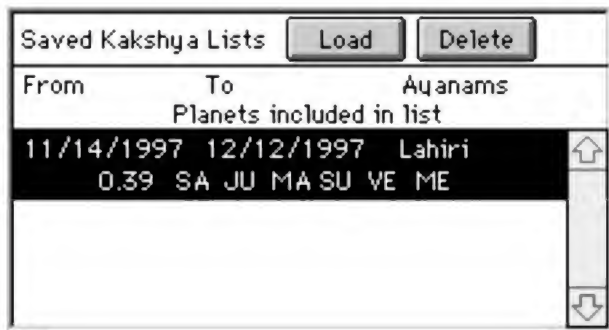 Saved Kakshya Lists Load Delete
From To Ayanams
Planets included in list
11/14/1997 12/12/1997 Lahiri
0.39 SA JU MA SU VE ME